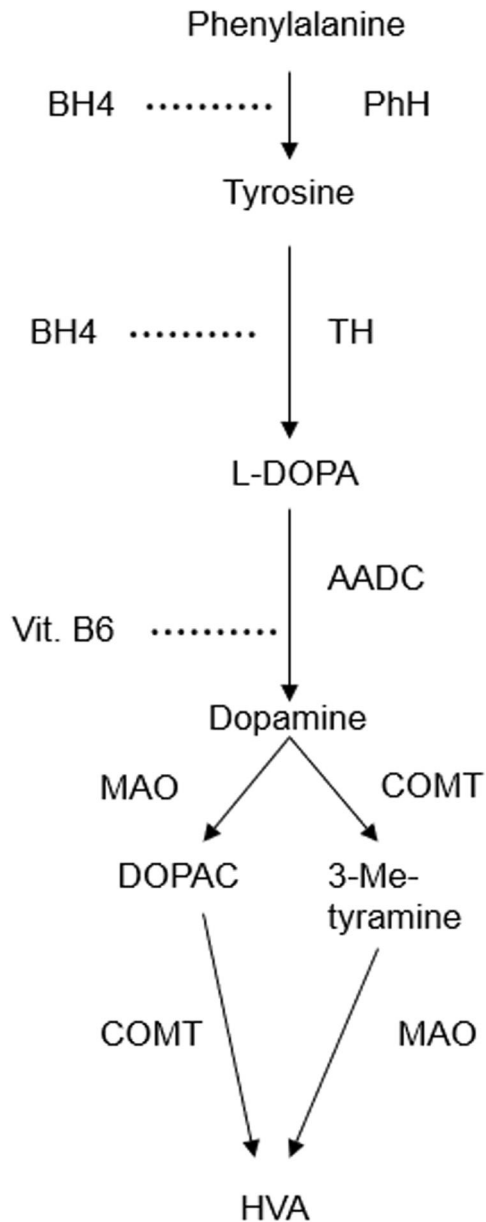 Phenylalanine
BH4
PhH
Tyrosine
BH4
TH
L-DOPA
AADC
Vit. B6
Dopamine
MAO
COMT
DOPAC
3-Me-
tyramine
COMT
MAO
HVA